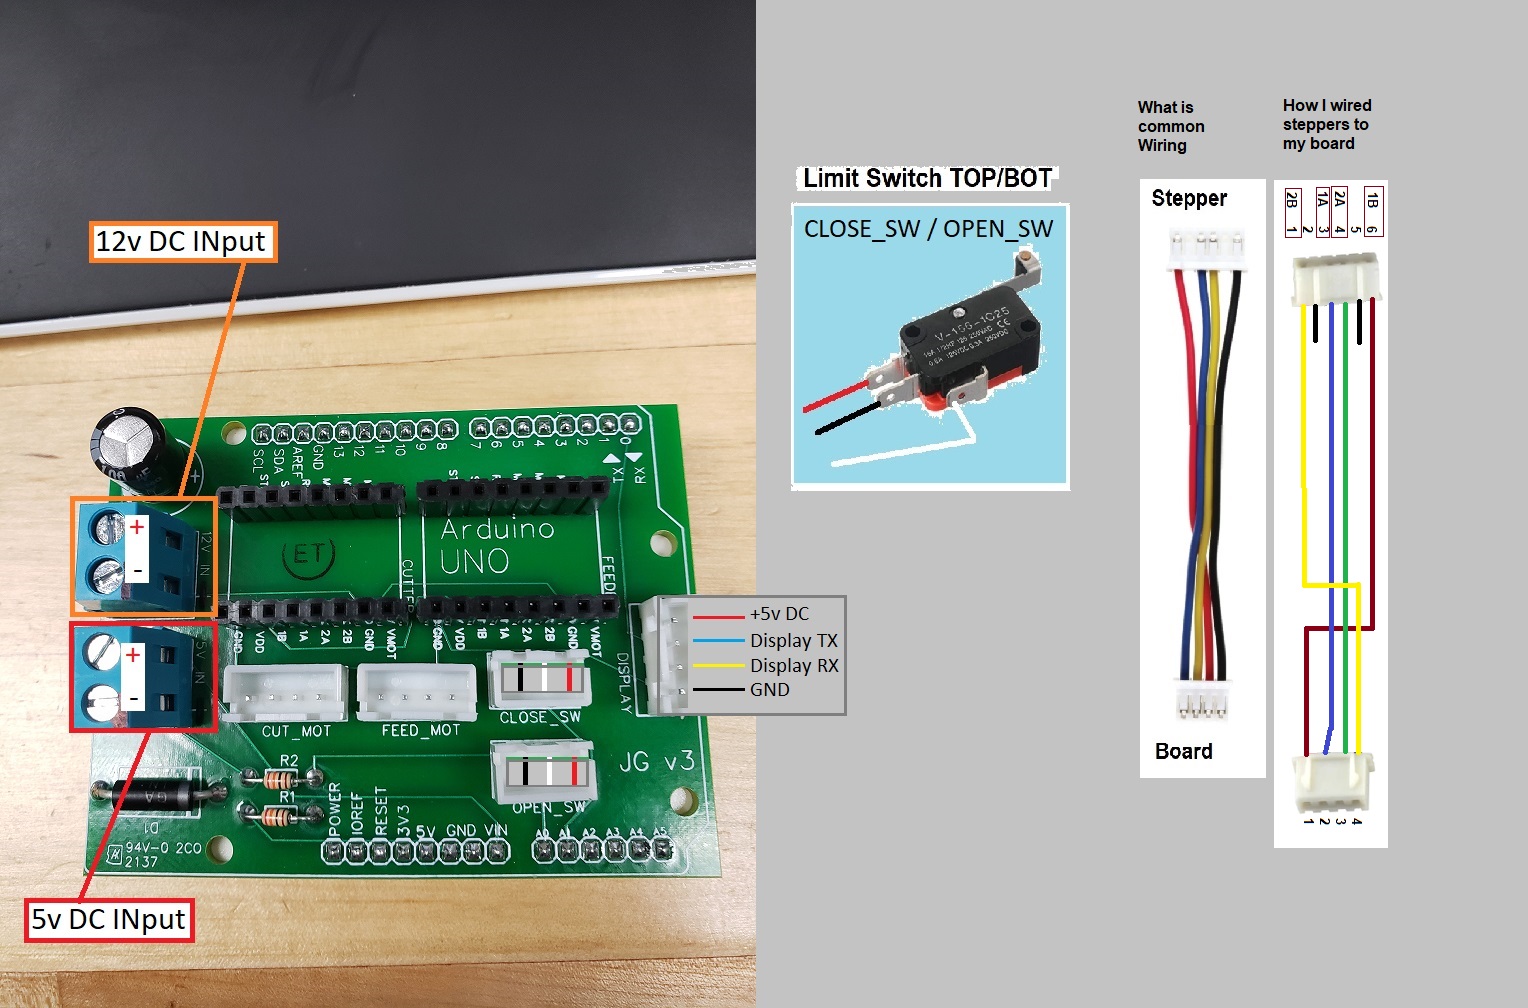 12v DC INput
SCL
SDA
AREF
GND
13
12
11
10
9
8
7
6
5
4
3
2
1
0
TX
RX
+
-
12V IN
ET
Arduino
UNO
FEED
GND
VDD
1B
1A
2A
2B
GND
VMOT
GND
VDD
1B
1A
2A
2B
GND
VMOT
+
-
5V IN
DISPLAY
+5v DC
Display TX
Display RX
GND
CUT_MOT
FEED_MOT
CLOSE_SW
OPEN_SW
JG v3
R2
R1
D1
POWER
IOREF
RESET
3V3
5V
GND
VIN
A0
A1
A2
A3
A4
A5
94V-0 2CO
2137
5v DC INput
Limit Switch TOP/BOT
CLOSE_SW / OPEN_SW
V-156-1C25
What is
common
Wiring
Stepper
Board
How I wired
steppers to
my board
2B 1
2
1A 3
2A 4
5
1B 6
1
2
3
4